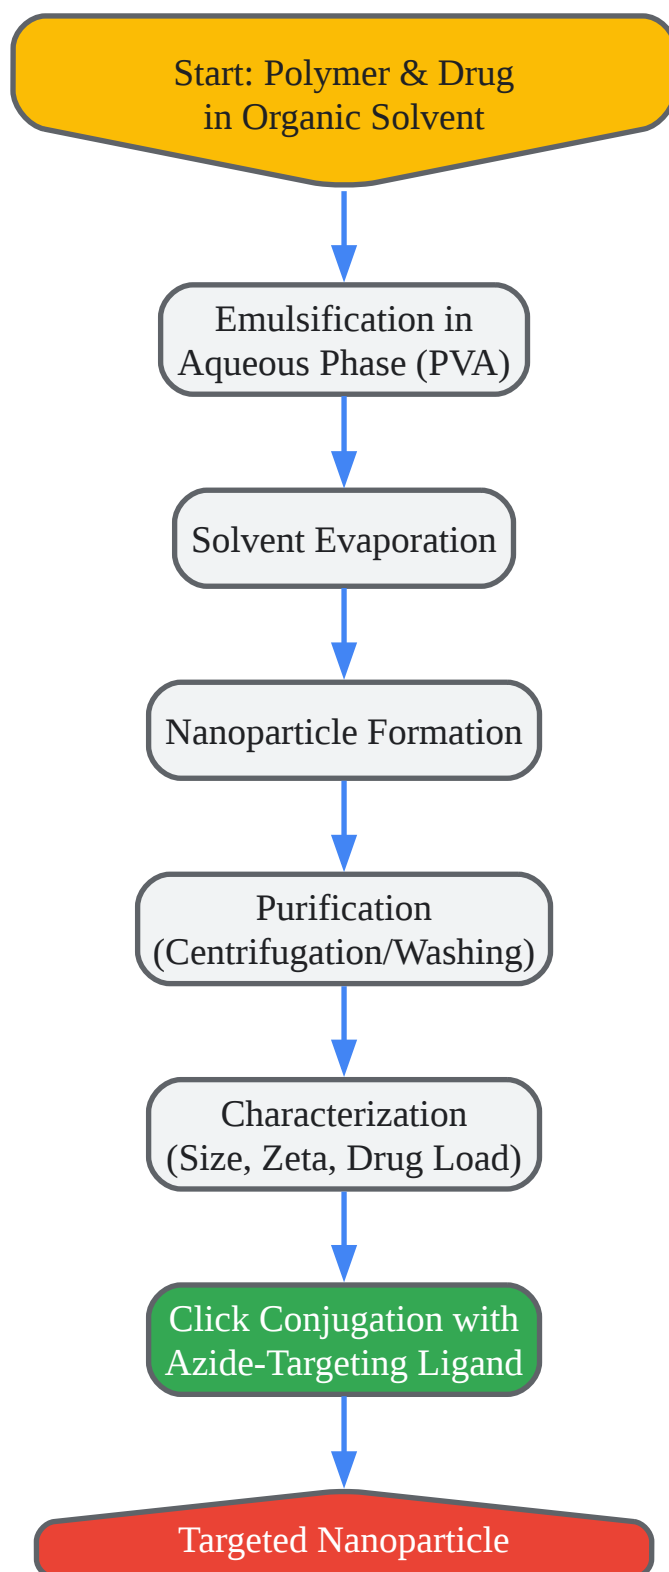 Start: Polymer & Drug
in Organic Solvent
Emulsification in
Aqueous Phase (PVA)
Solvent Evaporation
Nanoparticle Formation
Purification
(Centrifugation/Washing)
Characterization
(Size, Zeta, Drug Load)
Click Conjugation with
Azide-Targeting Ligand
Targeted Nanoparticle